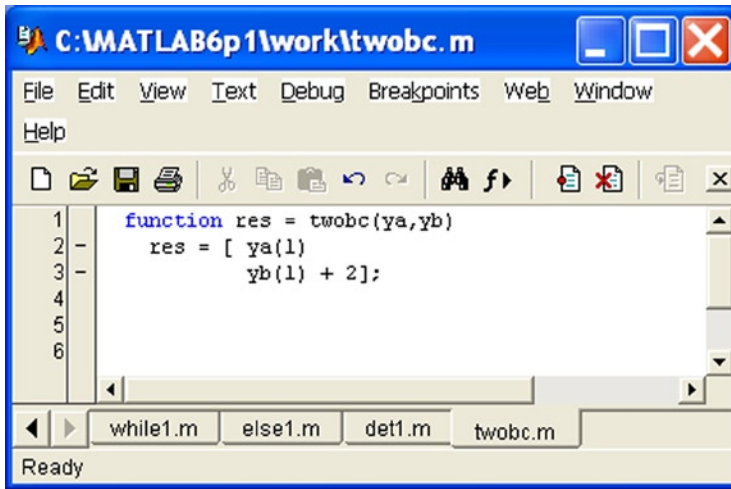 C:\MATLAB6p1\work\twobc.m
File Edit View Text Debug Breakpoints Web Window
Help
1 function res = twobc(ya,yb)
2 - res = [ ya(1)
3 - yb(1) + 2];
4
5
6
while1.m else1.m det1.m twobc.m
Ready